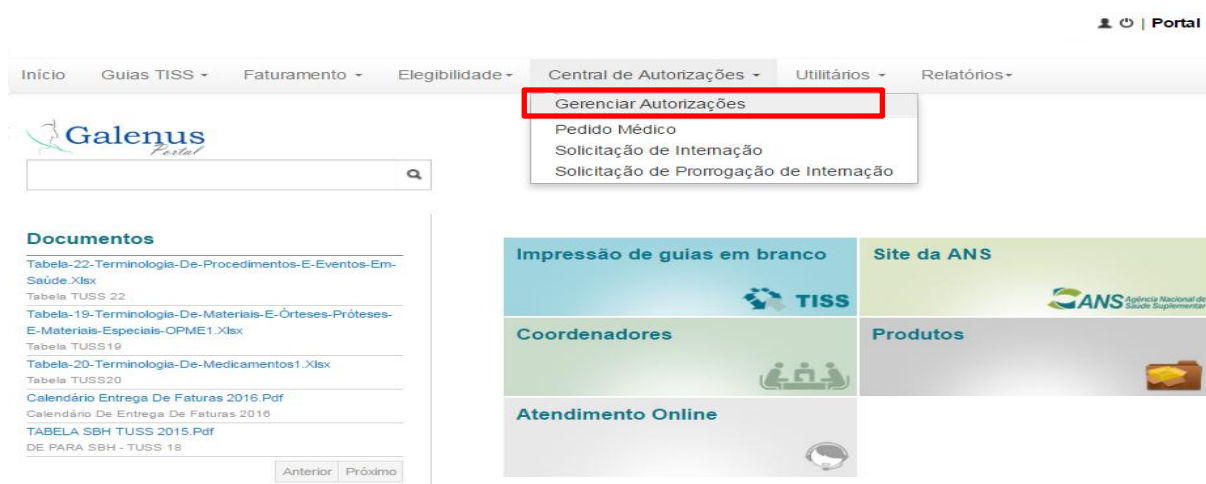 | Portal
Início Guias TISS Faturamento Elegibilidade Central de Autorizações Utilitários Relatórios
Gerenciar Autorizações
Pedido Médico
Solicitação de Internação
Solicitação de Prorrogação de Internação
Galenus
Portal
Documentos
Tabela-22-Terminologia-De-Procedimentos-E-Eventos-Em-
Saúde.Xlsx
Tabela TUSS 22
Tabela-19-Terminologia-De-Materiais-E-Órteses-Próteses-
E-Materiais-Especiais-OPME1.Xlsx
Tabela TUSS19
Tabela-20-Terminologia-De-Medicamentos1.Xlsx
Tabela TUSS20
Calendário Entrega De Faturas 2016.Pdf
Calendário De Entrega De Faturas 2016
TABELA SBH TUSS 2015.Pdf
DE PARA SBH - TUSS 18
Anterior Próximo
Impressão de guias em branco
TISS
Site da ANS
ANS Agência Nacional de
Saúde Suplementar
Coordenadores
Produtos
Atendimento Online